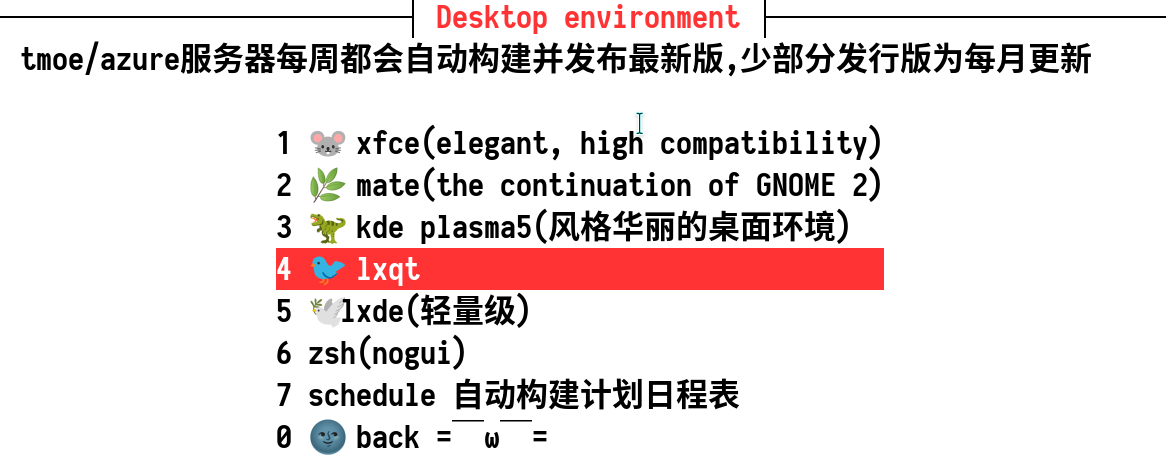 Desktop environment
tmoe/azure服务器每周都会自动构建并发布最新版,少部分发行版为每月更新
1 🐭 xfce(elegant, high compatibility)
2 🌿 mate(the continuation of GNOME 2)
3 🦖 kde plasma5(风格华丽的桌面环境)
4 🐦 lxqt
5 🕊️lxde(轻量级)
6 zsh(nogui)
7 schedule 自动构建计划日程表
0 🌚 back =￣ω￣=